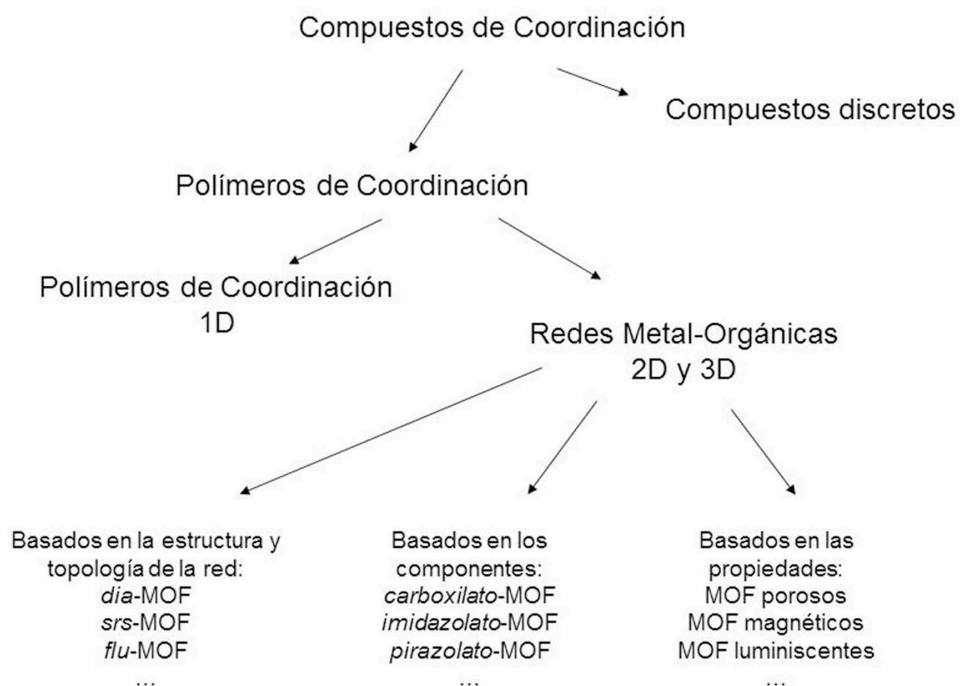 Compuestos de Coordinación
Compuestos discretos
Polímeros de Coordinación
Polímeros de Coordinación
1D
Redes Metal-Orgánicas
2D y 3D
Basados en la estructura y
topología de la red:
dia-MOF
srs-MOF
flu-MOF
...
Basados en los
componentes:
carboxilato-MOF
imidazolato-MOF
pirazolato-MOF
...
Basados en las
propiedades:
MOF porosos
MOF magnéticos
MOF luminiscentes
...